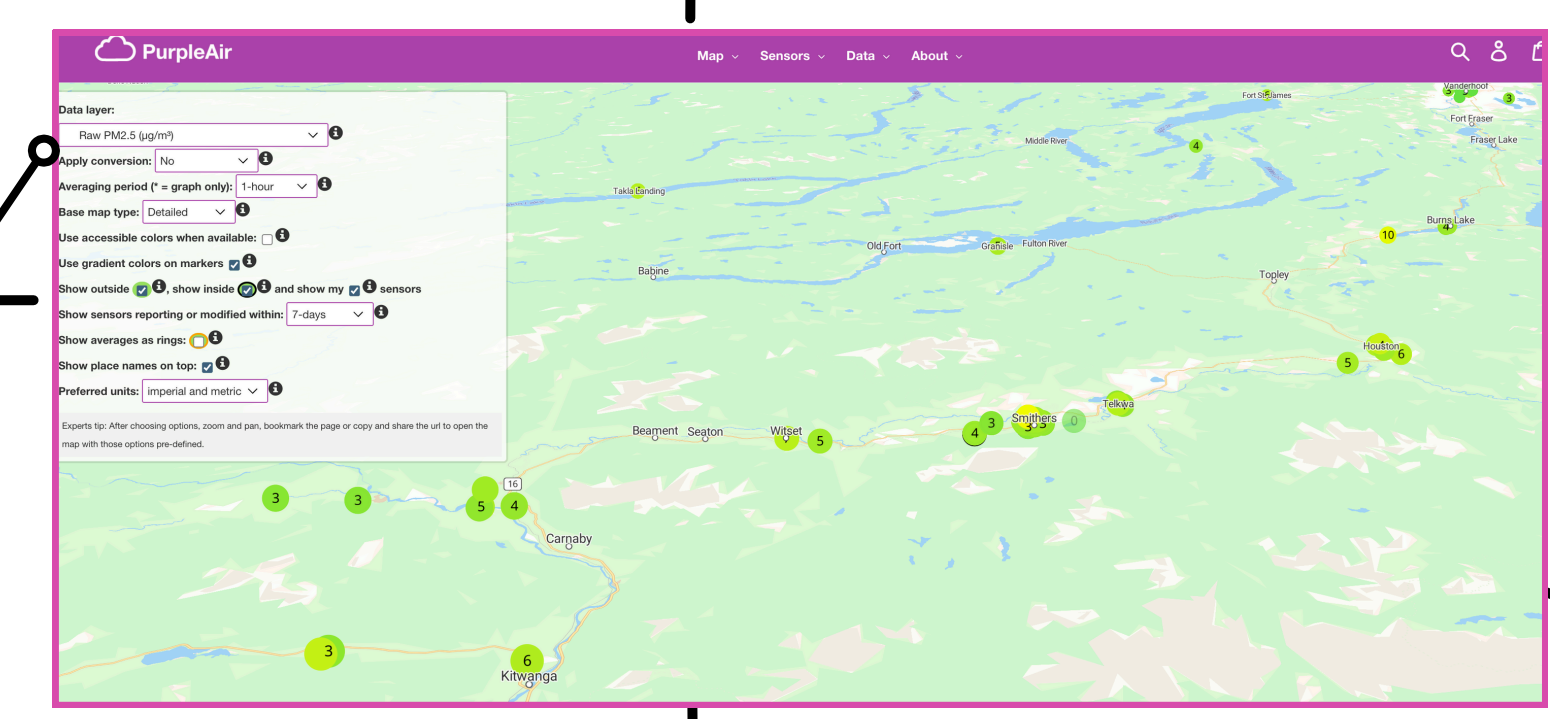 PurpleAir
Map
Sensors
Data
About
Data layer:
Raw PM2.5 (µg/m³)
Apply conversion: No
Averaging period (* = graph only): 1-hour
Base map type: Detailed
Use accessible colors when available:
Use gradient colors on markers
Show outside , show inside and show my sensors
Show sensors reporting or modified within: 7-days
Show averages as rings:
Show place names on top:
Preferred units: imperial and metric
Experts tip: After choosing options, zoom and pan, bookmark the page or copy and share the url to open the
map with those options pre-defined.
Vanderhoof
3
3
Fort St. James
Fort Fraser
Fraser Lake
Middle River
4
Takla Landing
Burns Lake
4
10
Old Fort
Granisle
Fulton River
Babine
Topley
Houston
6
5
Telkwa
Smithers
3
3
0
3
4
Beament
Seaton
Witset
5
16
3
3
5
4
Carnaby
3
6
Kitwanga